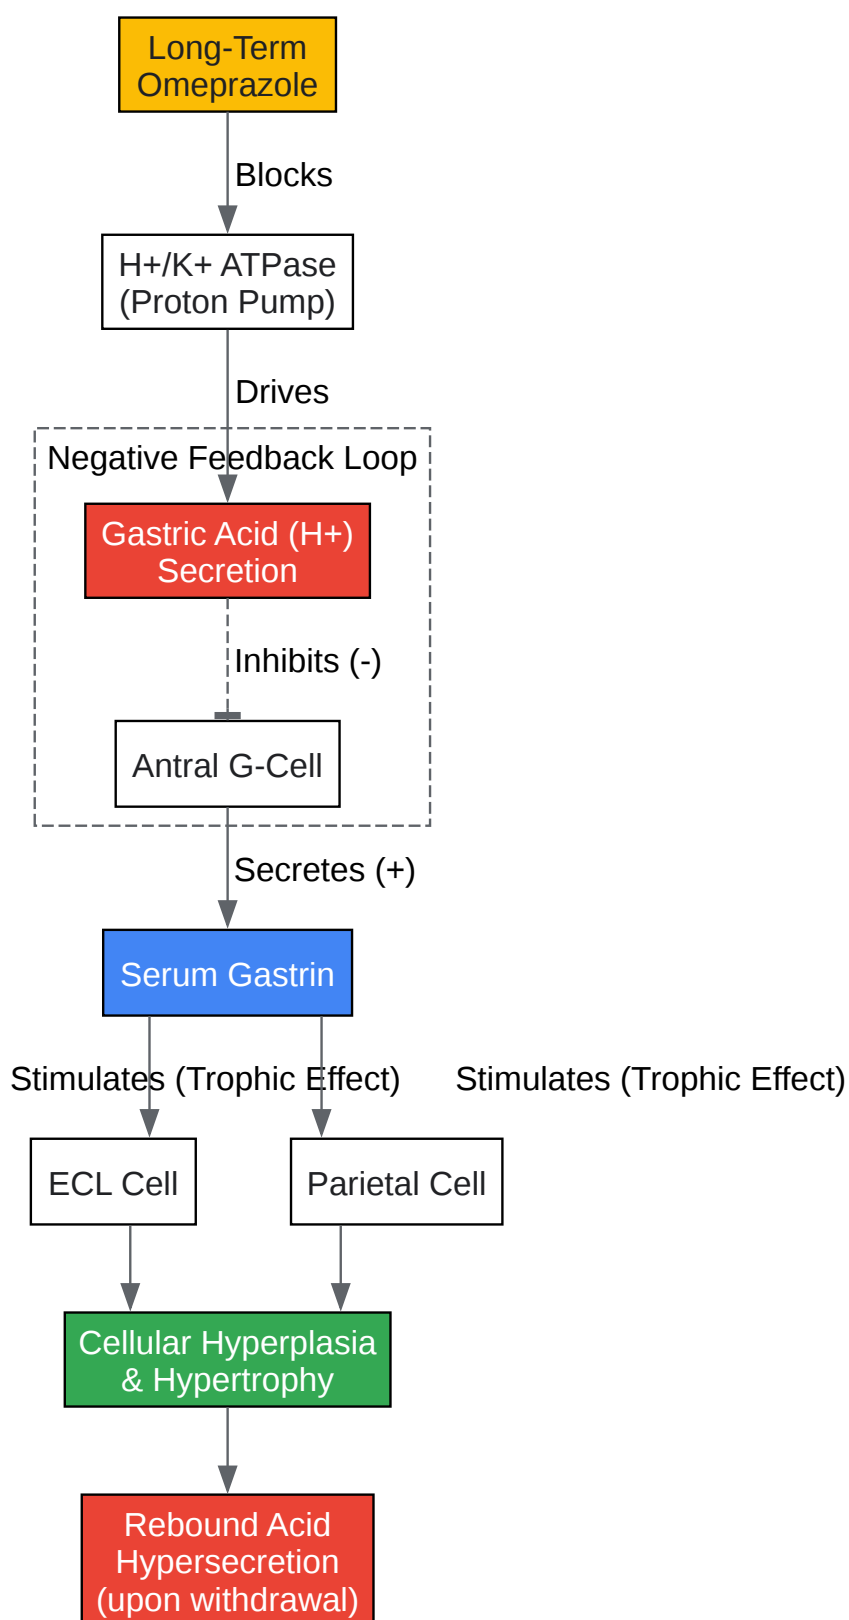 Long-Term
Omeprazole
Blocks
H+/K+ ATPase
(Proton Pump)
Drives
Negative Feedback Loop
Gastric Acid (H+)
Secretion
Inhibits (-)
Antral G-Cell
Secretes (+)
Serum Gastrin
Stimulates (Trophic Effect)
Stimulates (Trophic Effect)
ECL Cell
Parietal Cell
Cellular Hyperplasia
& Hypertrophy
Rebound Acid
Hypersecretion
(upon withdrawal)